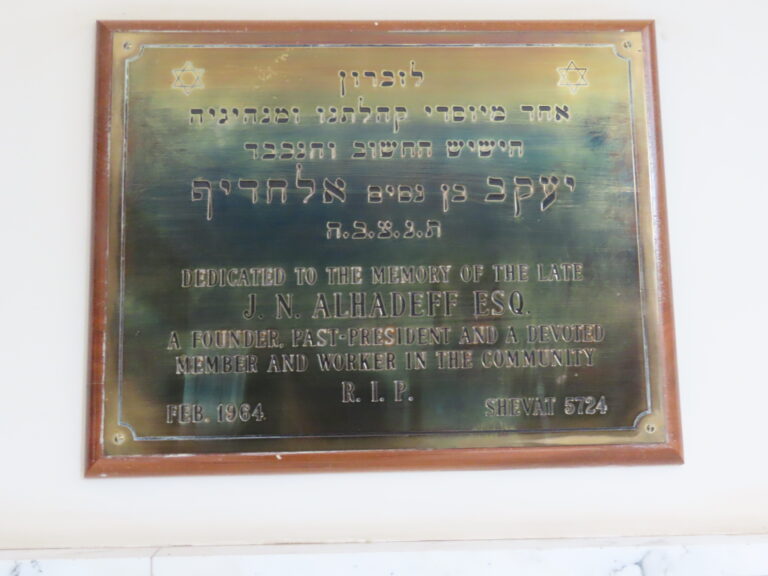 לזכרון
אחד מיוסדי קהלתנו ומנהיגיה
הישיש החשוב והנכבד
יעקב בן נסים אלחדיף
ת.נ.צ.ב.ה
DEDICATED TO THE MEMORY OF THE LATE
J. N. ALHADEFF ESQ.
A FOUNDER, PAST-PRESIDENT AND A DEVOTED
MEMBER AND WORKER IN THE COMMUNITY
R. I. P.
FEB. 1964. SHEVAT 5724